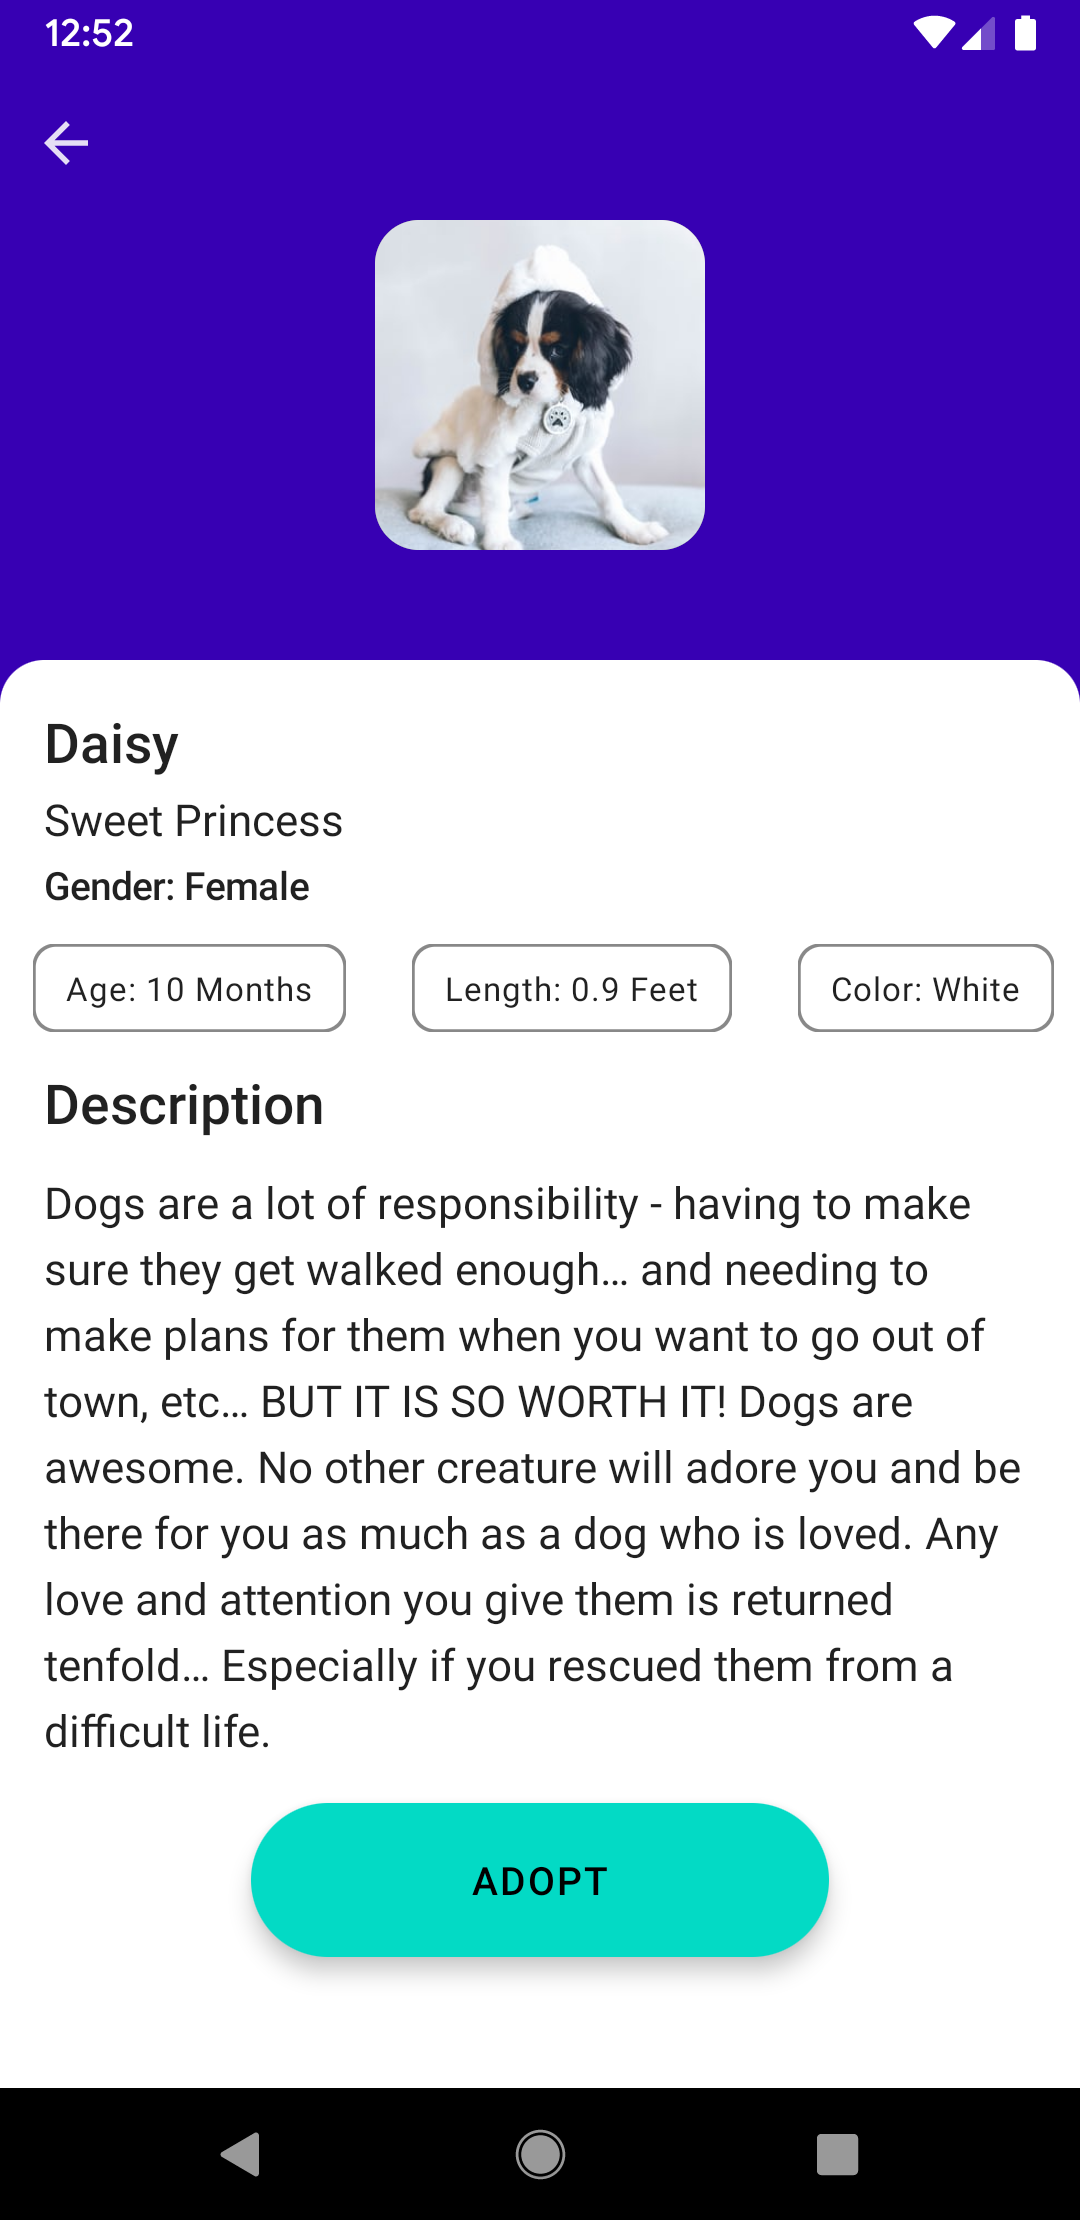 12:52
Daisy
Sweet Princess
Gender: Female
Age: 10 Months
Length: 0.9 Feet
Color: White
Description
Dogs are a lot of responsibility - having to make
sure they get walked enough... and needing to
make plans for them when you want to go out of
town, etc... BUT IT IS SO WORTH IT! Dogs are
awesome. No other creature will adore you and be
there for you as much as a dog who is loved. Any
love and attention you give them is returned
tenfold... Especially if you rescued them from a
difficult life.
ADOPT